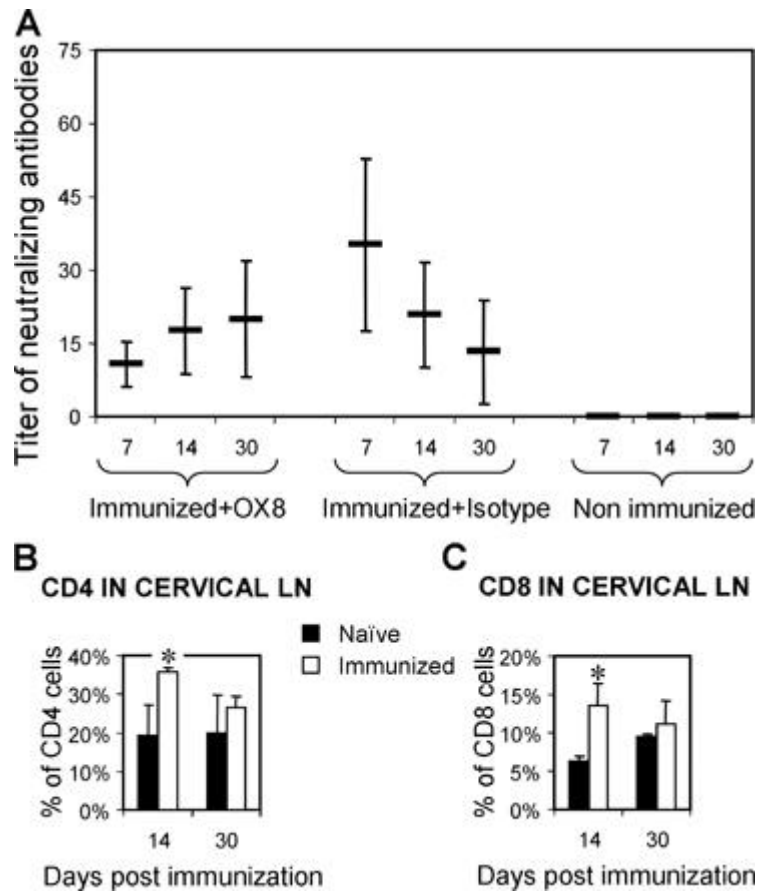 A
Titer of neutralizing antibodies
75
60
45
30
15
0
7 14 30 7 14 30 7 14 30
Immunized+OX8 Immunized+Isotype Non immunized
B
CD4 IN CERVICAL LN
% of CD4 cells
40%
30%
20%
10%
0%
*
14 30
Days post immunization
Naïve
Immunized
C
CD8 IN CERVICAL LN
% of CD8 cells
20%
15%
10%
5%
0%
*
14 30
Days post immunization